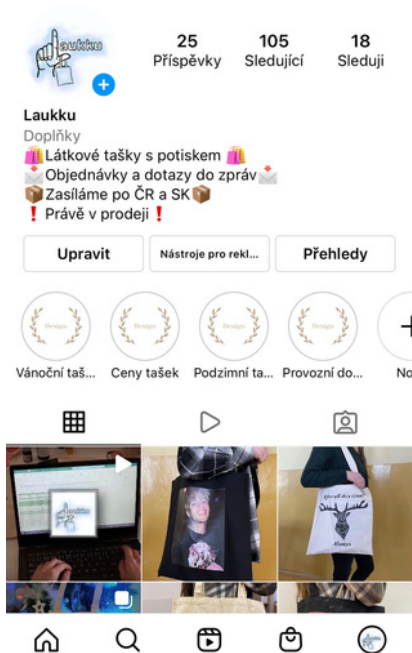 Laukku
25 105 18
Příspěvky Sledující Sleduji
Laukku
Doplňky
Látkové tašky s potiskem
Objednávky a dotazy do zpráv
Zasíláme po ČR a SK
Právě v prodeji
Upravit Nástroje pro rekl... Přehledy
Design Design Design Design
Vánoční taš... Ceny tašek Podzimní ta... Provozní do... No
Laukku
Always